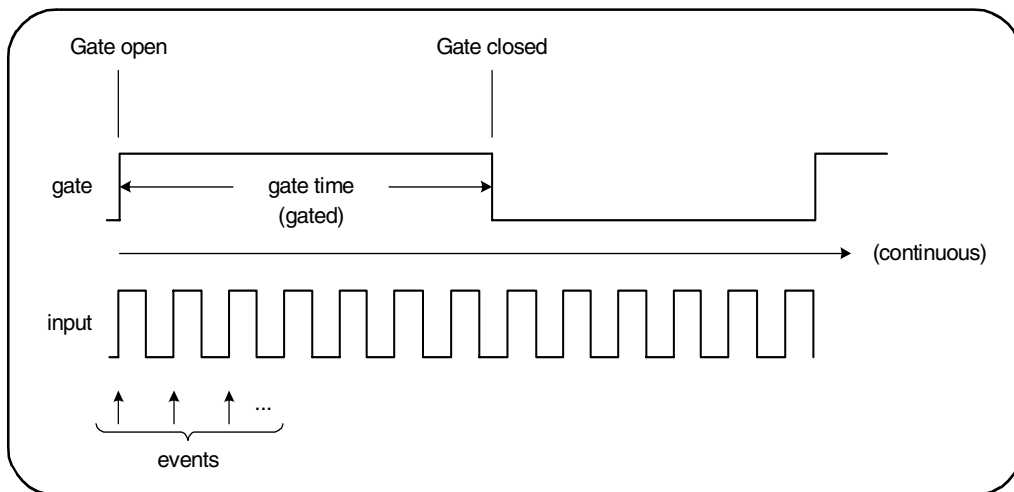 Gate open
Gate closed
gate
gate time
(gated)
(continuous)
input
...
events